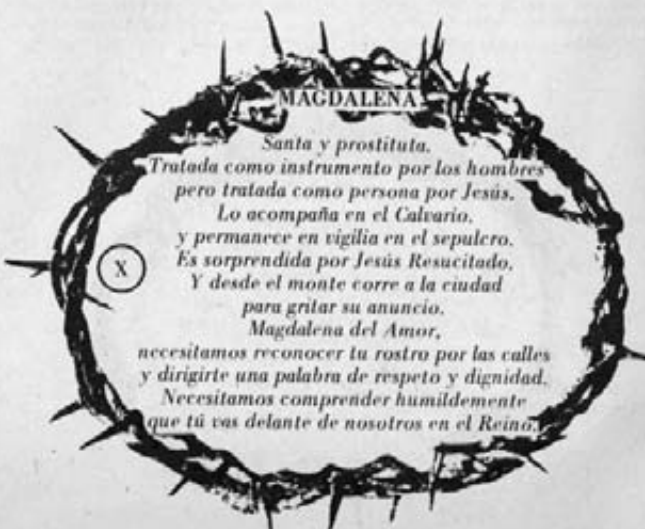 MAGDALENA
Santa y prostituta.
Tratada como instrumento por los hombres
pero tratada como persona por Jesús.
Lo acompaña en el Calvario.
y permanece en vigilia en el sepulcro.
Es sorprendida por Jesús Resucitado.
Y desde el monte corre a la ciudad
para gritar su anuncio.
Magdalena del Amor,
necesitamos reconocer tu rostro por las calles
y dirigirte una palabra de respeto y dignidad.
Necesitamos comprender humildemente
que tú vas delante de nosotros en el Reino.
X